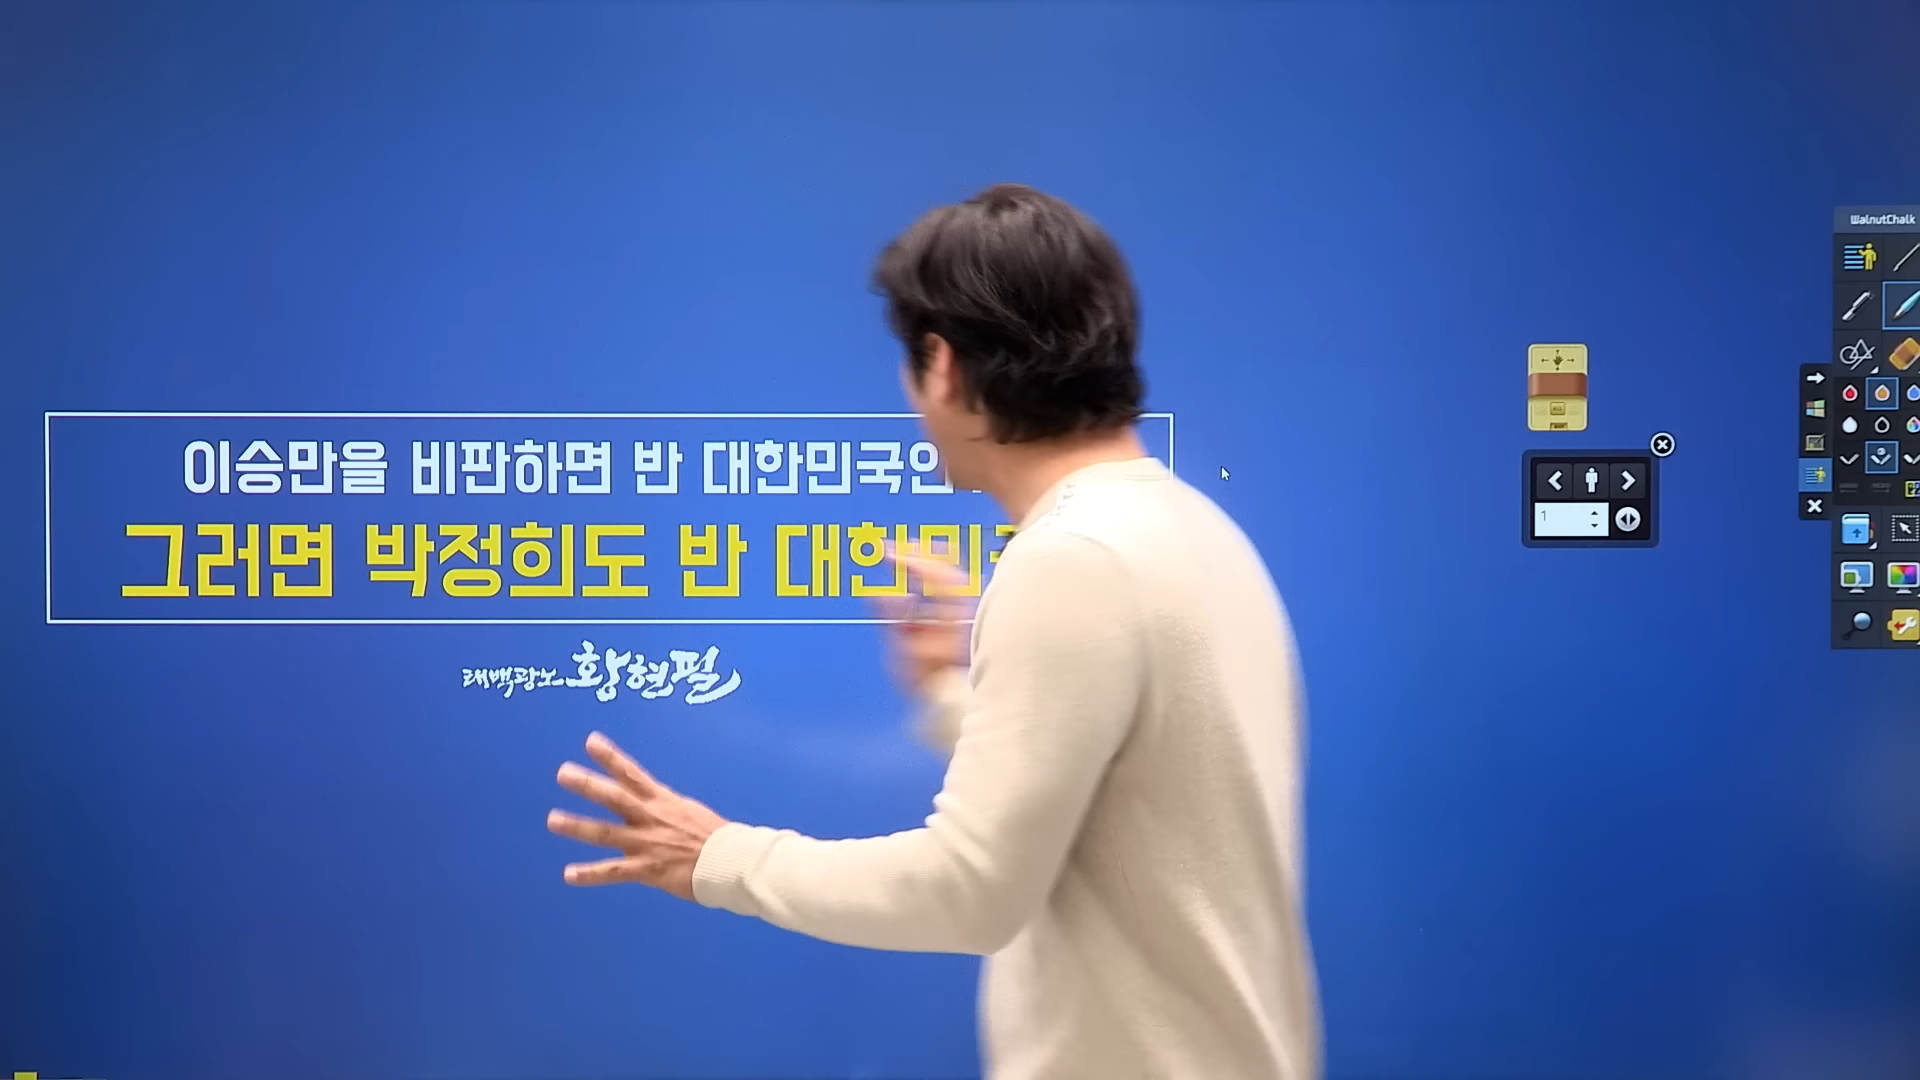 이승만을 비판하면 반 대한민국인
그러면 박정희도 반 대한민
태백광노 황현필
WalnutChalk
1